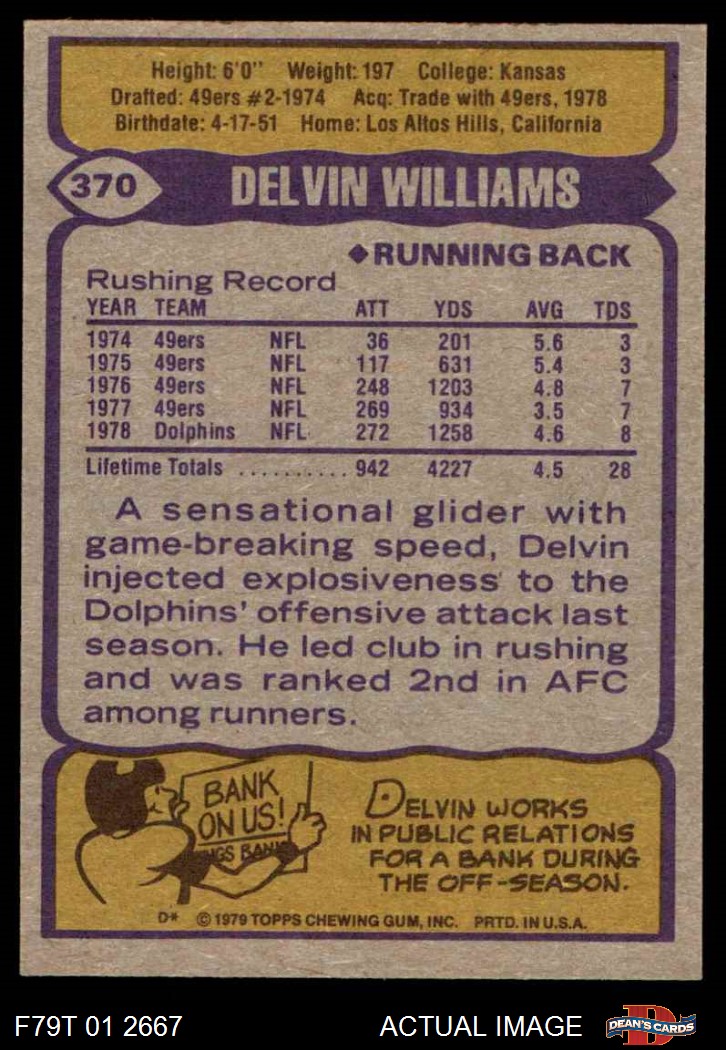 Height: 6'0" Weight: 197 College: Kansas
Drafted: 49ers #2-1974 Acq: Trade with 49ers, 1978
Birthdate: 4-17-51 Home: Los Altos Hills, California
370 DELVIN WILLIAMS
◆RUNNING BACK
Rushing Record
YEAR TEAM ATT YDS AVG TDS
1974 49ers NFL 36 201 5.6 3
1975 49ers NFL 117 631 5.4 3
1976 49ers NFL 248 1203 4.8 7
1977 49ers NFL 269 934 3.5 7
1978 Dolphins NFL 272 1258 4.6 8
Lifetime Totals .......... 942 4227 4.5 28
A sensational glider with
game-breaking speed, Delvin
injected explosiveness to the
Dolphins' offensive attack last
season. He led club in rushing
and was ranked 2nd in AFC
among runners.
BANK
ON US!
NGS BANK
DELVIN WORKS
IN PUBLIC RELATIONS
FOR A BANK DURING
THE OFF-SEASON.
D* © 1979 TOPPS CHEWING GUM, INC. PRTD. IN U.S.A.
F79T 01 2667 ACTUAL IMAGE D DEAN'S CARDS